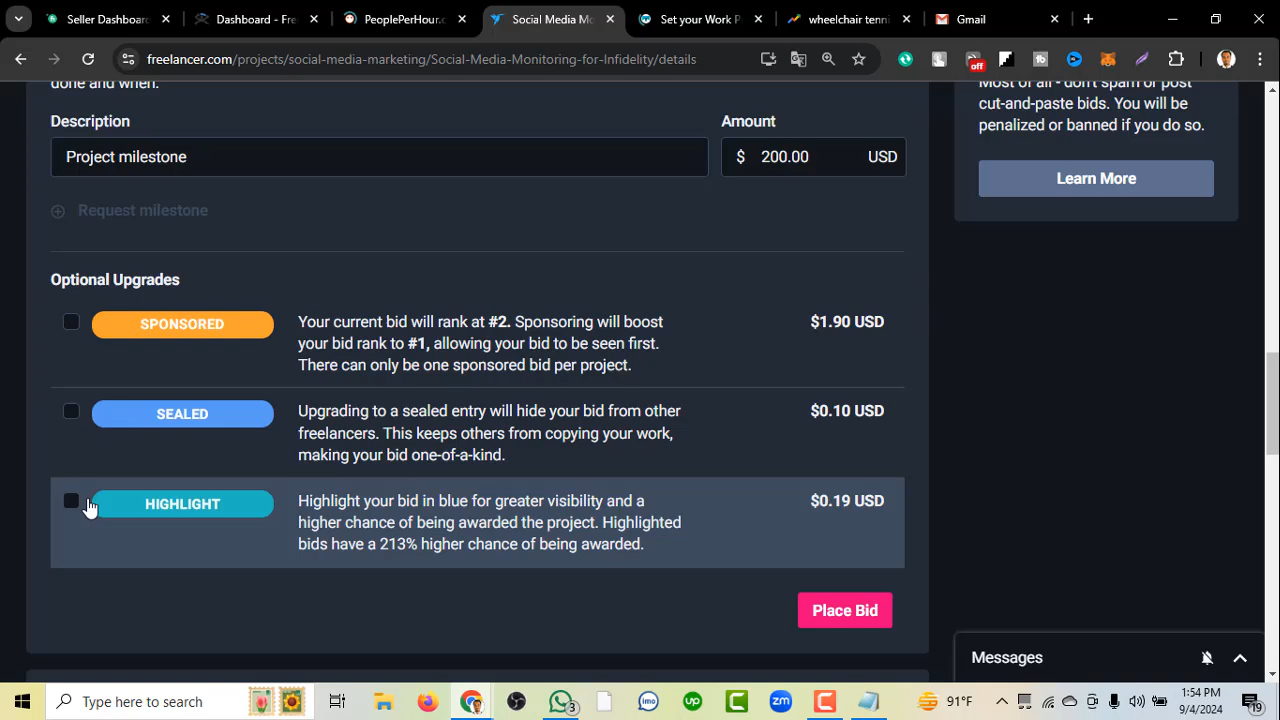 Seller Dashboa
Dashboard - Fre
PeoplePerHour.c
Social Media Mo
Set your Work P
wheelchair tenni
Gmail
freelancer.com/projects/social-media-marketing/Social-Media-Monitoring-for-Infidelity/details
off
done and when.
Most of all - don't spam or post
cut-and-paste bids. You will be
penalized or banned if you do so.
Learn More
Description
Amount
Project milestone
$ 200.00 USD
Request milestone
Optional Upgrades
SPONSORED
Your current bid will rank at #2. Sponsoring will boost
your bid rank to #1, allowing your bid to be seen first.
There can only be one sponsored bid per project.
$1.90 USD
SEALED
Upgrading to a sealed entry will hide your bid from other
freelancers. This keeps others from copying your work,
making your bid one-of-a-kind.
$0.10 USD
HIGHLIGHT
Highlight your bid in blue for greater visibility and a
higher chance of being awarded the project. Highlighted
bids have a 213% higher chance of being awarded.
$0.19 USD
Place Bid
Messages
Type here to search
3
imo
up
zm
91°F
1:54 PM
9/4/2024
19